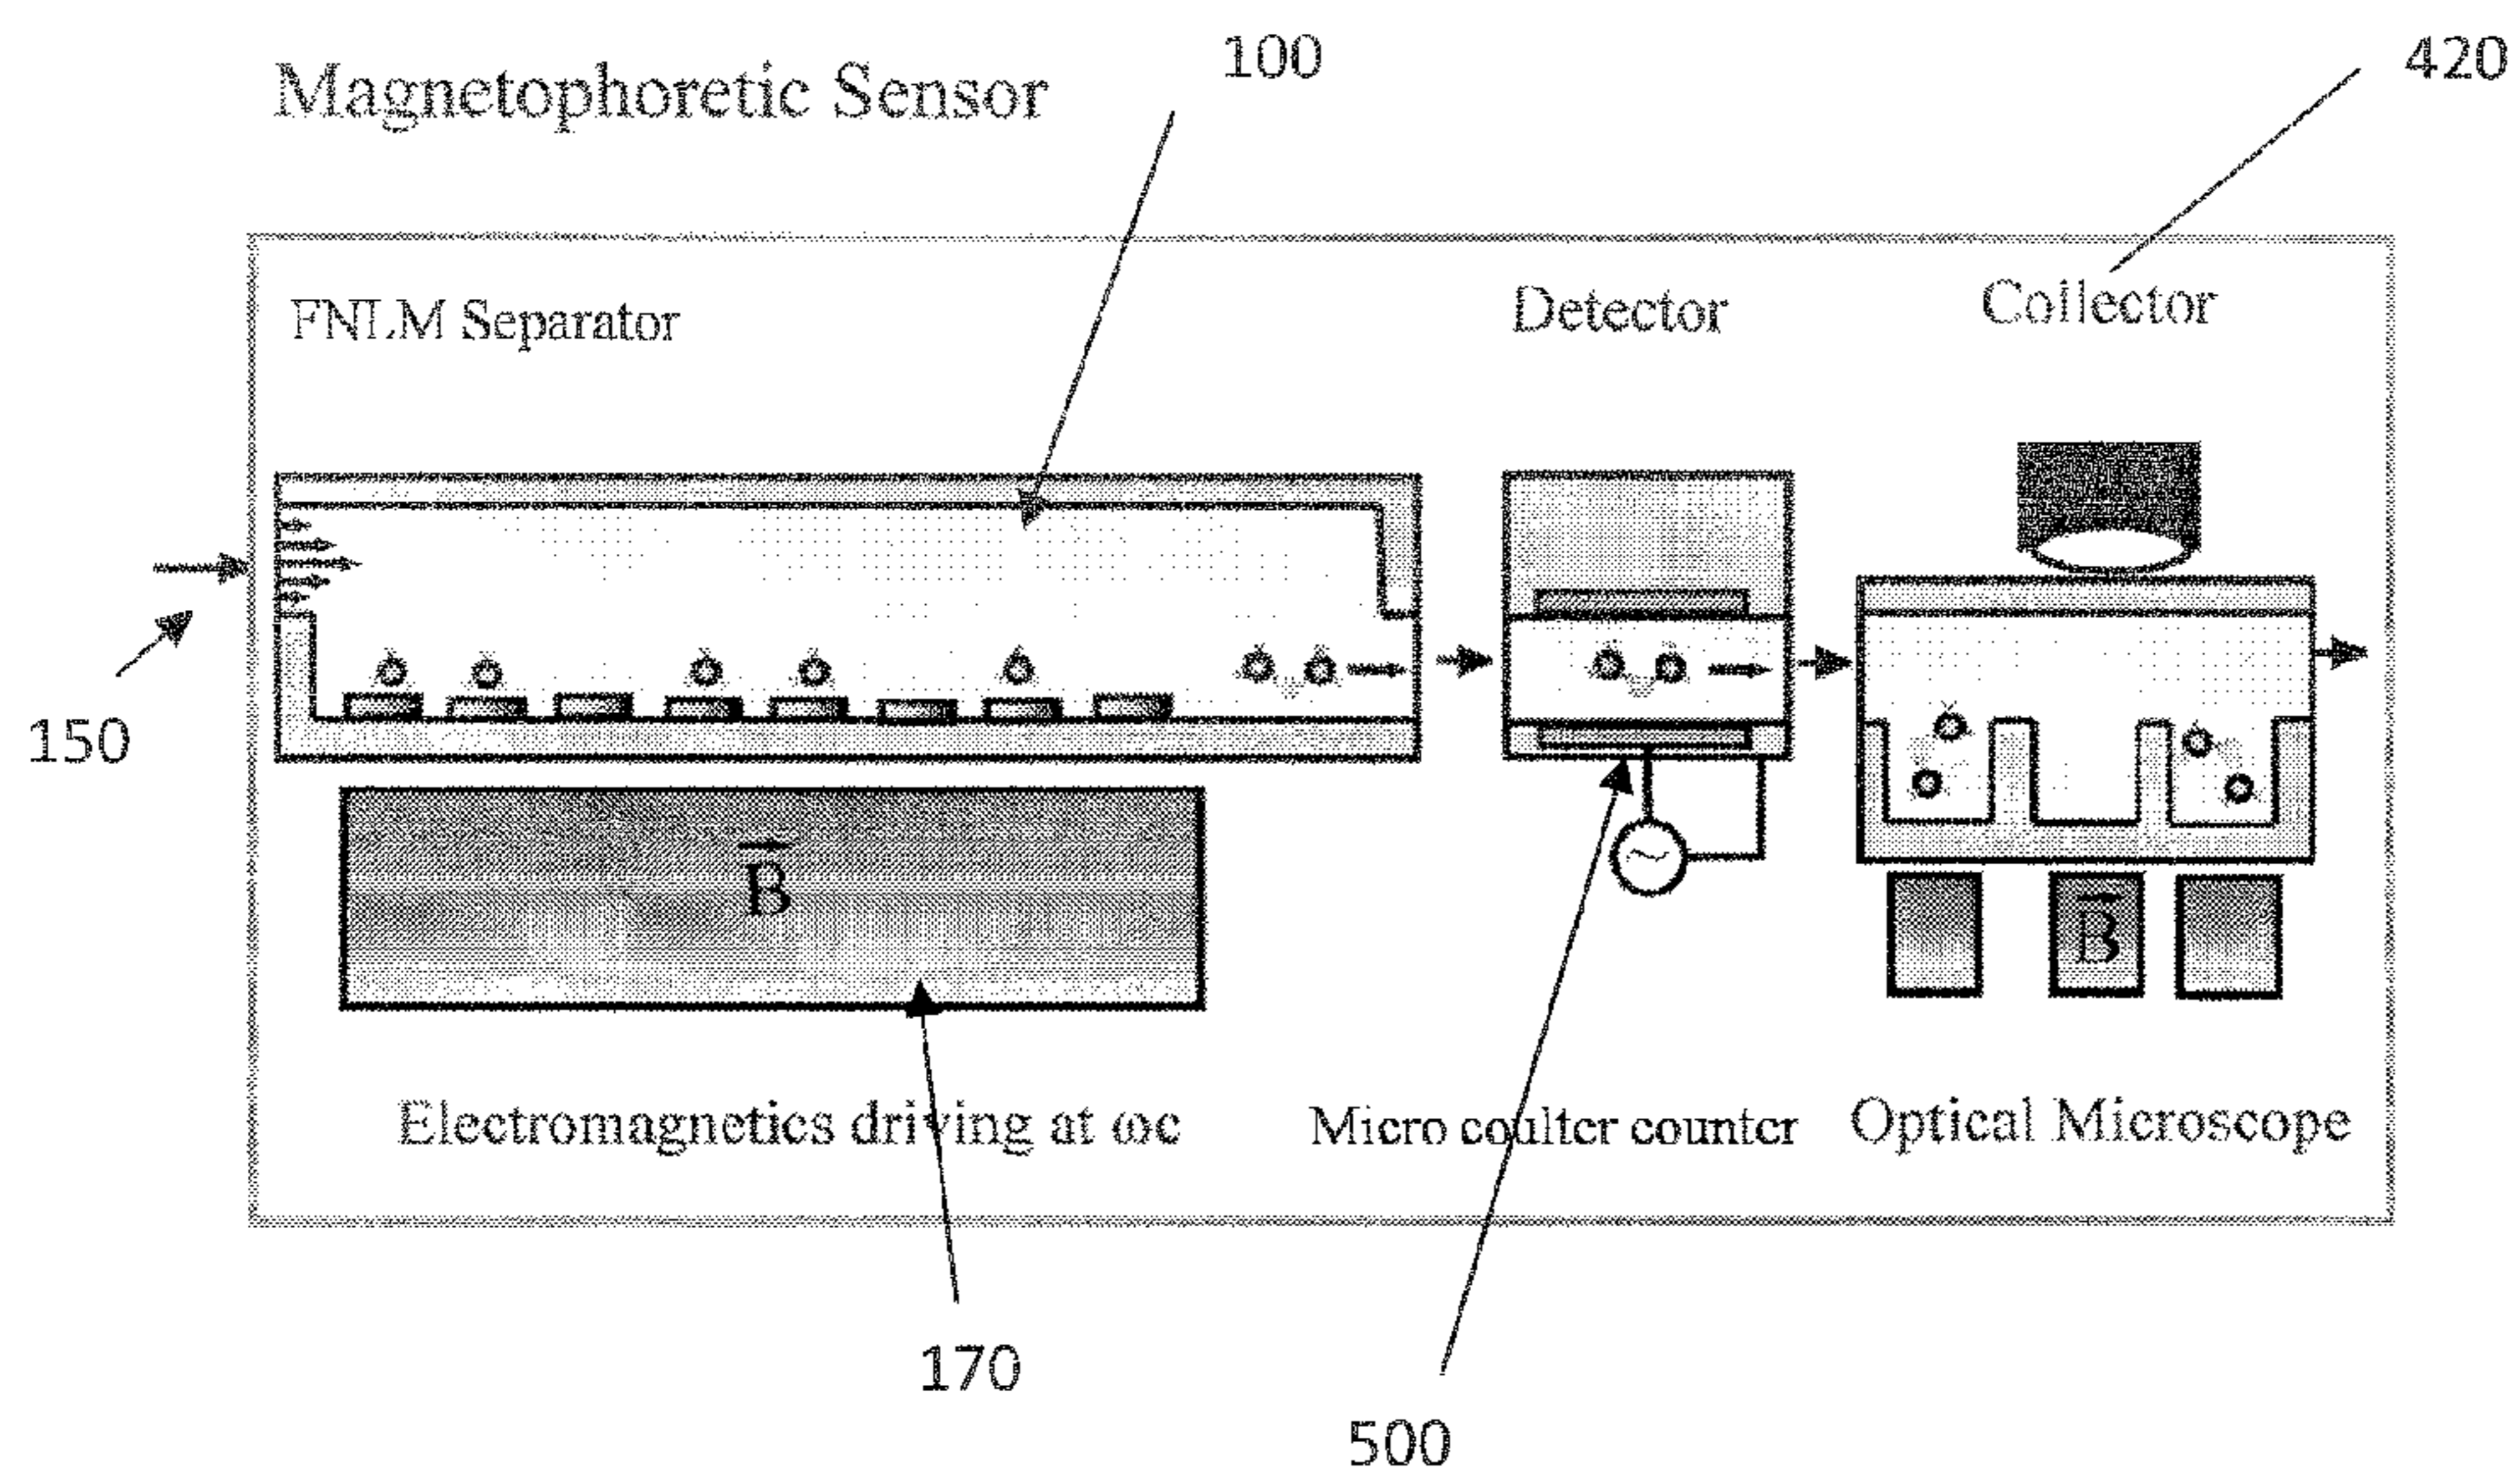 100
420
Magnetophoretic Sensor
FNLM Separator
Detector
Collector
150
B
B
Electromagnetics driving at ωc
Micro coulter counter
Optical Microscope
170
500